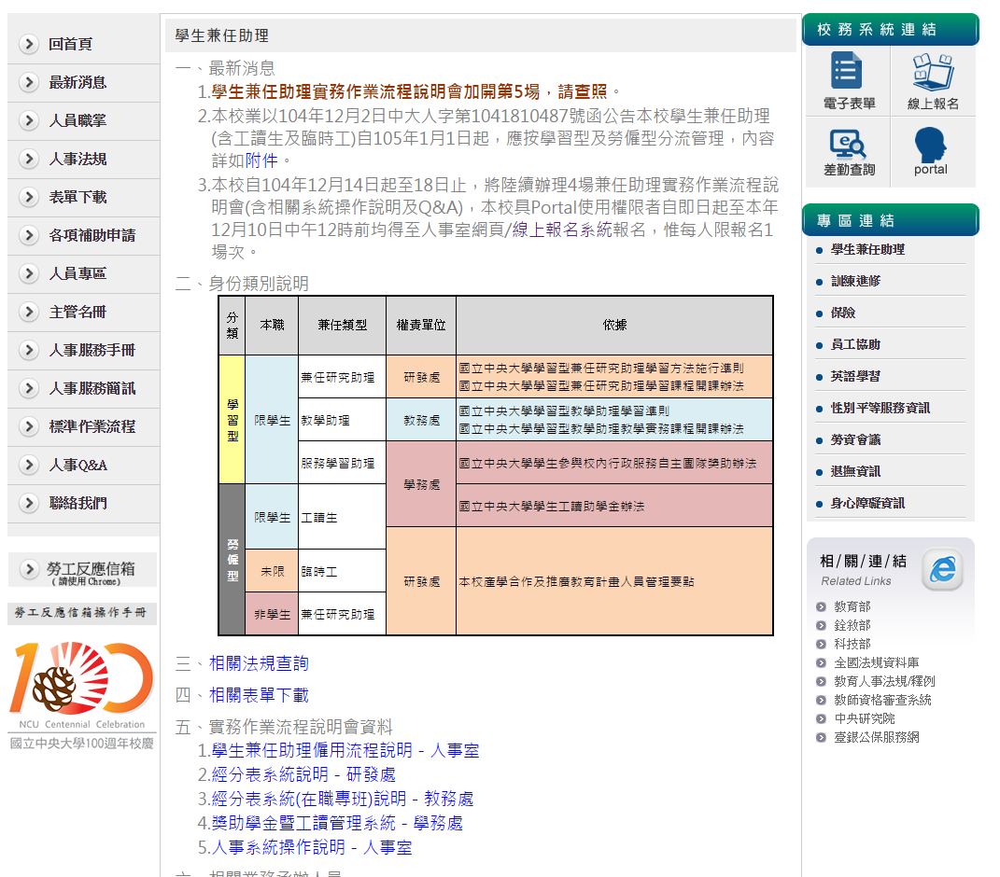 回首頁
最新消息
人員職掌
人事法規
表單下載
各項補助申請
人員專區
主管名冊
人事服務手冊
人事服務簡訊
標準作業流程
人事Q&A
聯絡我們
勞工反應信箱
( 請使用 Chrome)
勞工反應信箱操作手冊
100
NCU Centennial Celebration
國立中央大學100週年校慶
學生兼任助理
一、最新消息
1.學生兼任助理實務作業流程說明會加開第5場，請查照。
2.本校業以104年12月2日中大人字第1041810487號函公告本校學生兼任助理
(含工讀生及臨時工)自105年1月1日起，應按學習型及勞僱型分流管理，內容
詳如附件。
3.本校自104年12月14日起至18日止，將陸續辦理4場兼任助理實務作業流程說
明會(含相關系統操作說明及Q&A)，本校具Portal使用權限者自即日起至本年
12月10日中午12時前均得至人事室網頁/線上報名系統報名，惟每人限報名1
場次。
二、身份類別說明
分類 本職 兼任類型 權責單位 依據
學習型 限學生 兼任研究助理 研發處 國立中央大學學習型兼任研究助理學習方法施行準則
國立中央大學學習型兼任研究助理學習課程開課辦法
教學助理 教務處 國立中央大學學習型教學助理學習準則
國立中央大學學習型教學助理教學實務課程開課辦法
服務學習助理 學務處 國立中央大學學生參與校內行政服務自主團隊獎助辦法
勞僱型 限學生 工讀生 國立中央大學學生工讀助學金辦法
未限 臨時工 研發處 本校產學合作及推廣教育計畫人員管理要點
非學生 兼任研究助理
三、相關法規查詢
四、相關表單下載
五、實務作業流程說明會資料
1.學生兼任助理僱用流程說明 - 人事室
2.經分表系統說明 - 研發處
3.經分表系統(在職專班)說明 - 教務處
4.獎助學金暨工讀管理系統 - 學務處
5.人事系統操作說明 - 人事室
六、相關業務承辦人員
校務系統連結
電子表單
線上報名
差勤查詢
portal
專區連結
學生兼任助理
訓練進修
保險
員工協助
英語學習
性別平等服務資訊
勞資會議
退撫資訊
身心障礙資訊
相/關/連/結
Related Links
教育部
銓敘部
科技部
全國法規資料庫
教育人事法規/釋例
教師資格審查系統
中央研究院
臺銀公保服務網